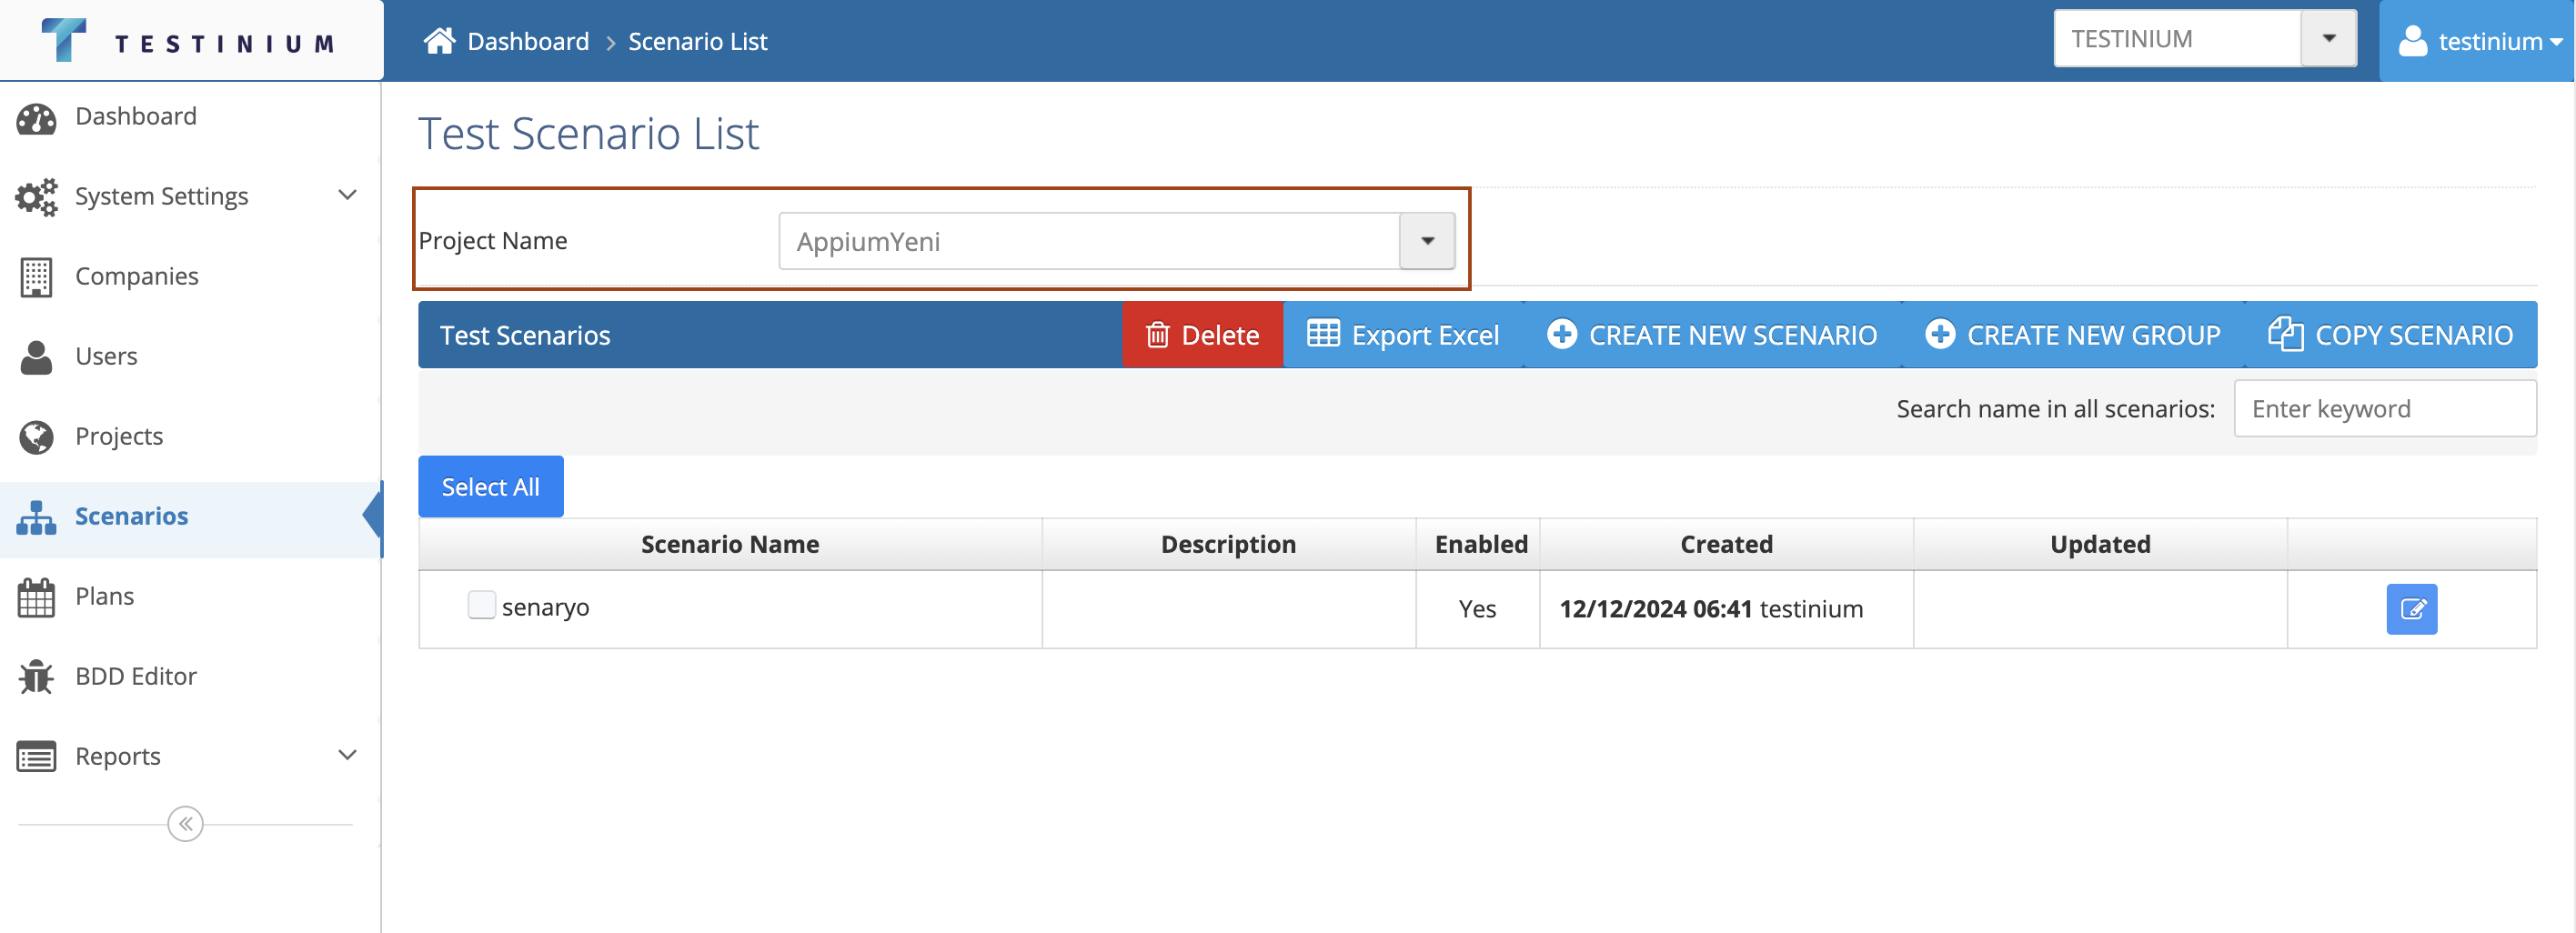 TESTINIUM
Dashboard > Scenario List
TESTINIUM
testinium
Dashboard
System Settings
Companies
Users
Projects
Scenarios
Plans
BDD Editor
Reports
Test Scenario List
Project Name
AppiumYeni
Test Scenarios
Delete
Export Excel
CREATE NEW SCENARIO
CREATE NEW GROUP
COPY SCENARIO
Search name in all scenarios:
Enter keyword
Select All
Scenario Name Description Enabled Created Updated
senaryo Yes 12/12/2024 06:41 testinium